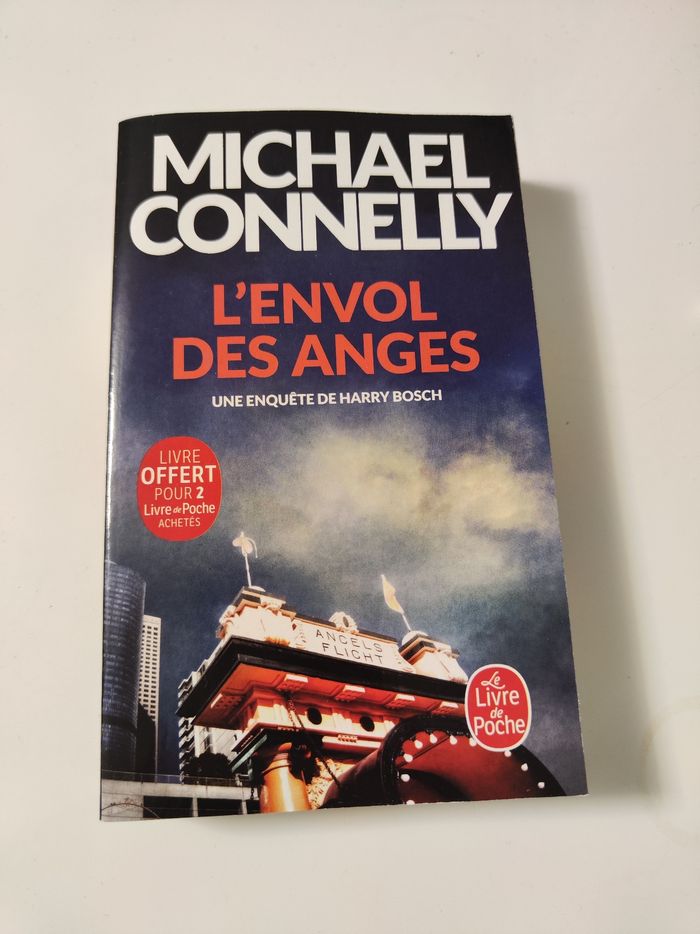 MICHAEL
CONNELLY
L'ENVOL
DES ANGES
UNE ENQUÊTE DE HARRY BOSCH
LIVRE
OFFERT
POUR 2
Livre de Poche
ACHETÉS
ANGELS
FLIGHT
Le
Livre
de
Poche